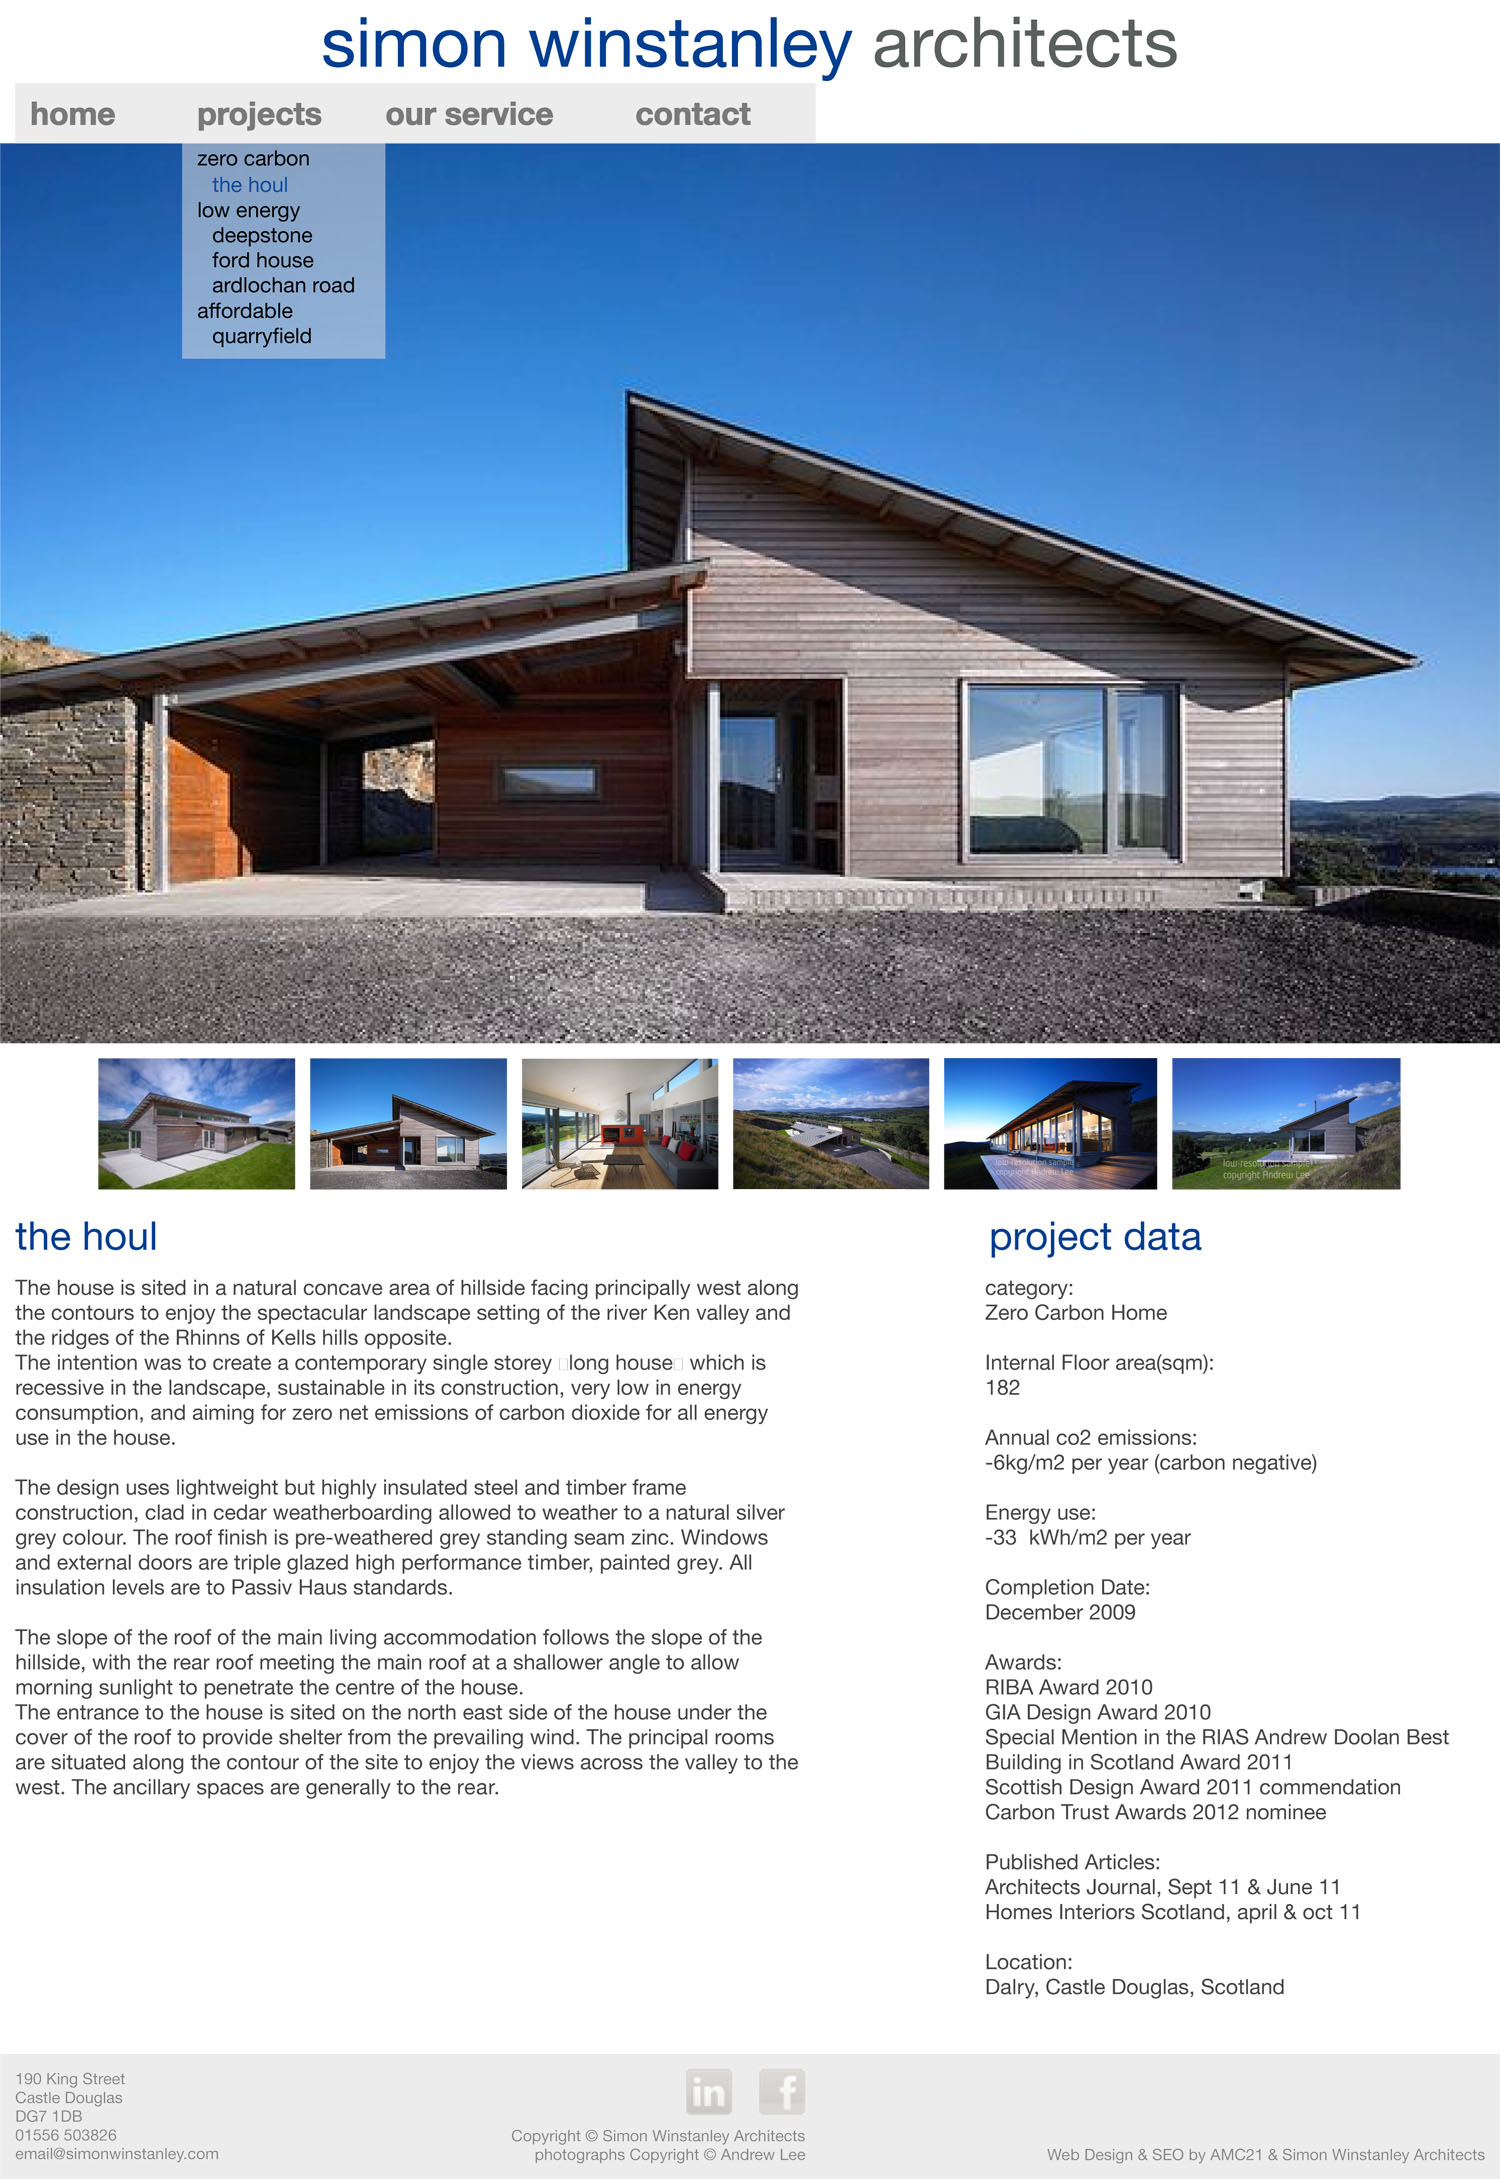 simon winstanley architects
home projects our service contact
zero carbon
the houl
low energy
deepstone
ford house
ardlochan road
affordable
quarryfield
low-resolution sample
copyright Andrew Lee
low-resolution sample
copyright Andrew Lee
the houl
The house is sited in a natural concave area of hillside facing principally west along
the contours to enjoy the spectacular landscape setting of the river Ken valley and
the ridges of the Rhinns of Kells hills opposite.
The intention was to create a contemporary single storey □long house□ which is
recessive in the landscape, sustainable in its construction, very low in energy
consumption, and aiming for zero net emissions of carbon dioxide for all energy
use in the house.
The design uses lightweight but highly insulated steel and timber frame
construction, clad in cedar weatherboarding allowed to weather to a natural silver
grey colour. The roof finish is pre-weathered grey standing seam zinc. Windows
and external doors are triple glazed high performance timber, painted grey. All
insulation levels are to Passiv Haus standards.
The slope of the roof of the main living accommodation follows the slope of the
hillside, with the rear roof meeting the main roof at a shallower angle to allow
morning sunlight to penetrate the centre of the house.
The entrance to the house is sited on the north east side of the house under the
cover of the roof to provide shelter from the prevailing wind. The principal rooms
are situated along the contour of the site to enjoy the views across the valley to the
west. The ancillary spaces are generally to the rear.
project data
category:
Zero Carbon Home
Internal Floor area(sqm):
182
Annual co2 emissions:
-6kg/m2 per year (carbon negative)
Energy use:
-33 kWh/m2 per year
Completion Date:
December 2009
Awards:
RIBA Award 2010
GIA Design Award 2010
Special Mention in the RIAS Andrew Doolan Best
Building in Scotland Award 2011
Scottish Design Award 2011 commendation
Carbon Trust Awards 2012 nominee
Published Articles:
Architects Journal, Sept 11 & June 11
Homes Interiors Scotland, april & oct 11
Location:
Dalry, Castle Douglas, Scotland
190 King Street
Castle Douglas
DG7 1DB
01556 503826
email@simonwinstanley.com
in f
Copyright © Simon Winstanley Architects
photographs Copyright © Andrew Lee
Web Design & SEO by AMC21 & Simon Winstanley Architects